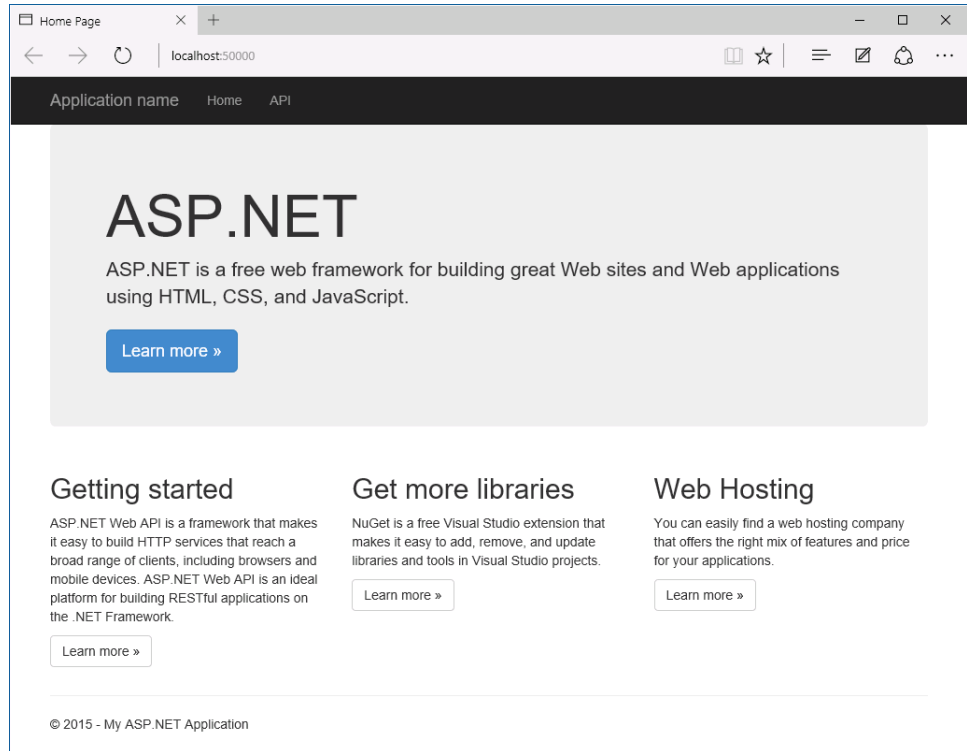 Home Page
localhost:50000
Application name Home API
ASP.NET
ASP.NET is a free web framework for building great Web sites and Web applications
using HTML, CSS, and JavaScript.
Learn more »
Getting started
ASP.NET Web API is a framework that makes
it easy to build HTTP services that reach a
broad range of clients, including browsers and
mobile devices. ASP.NET Web API is an ideal
platform for building RESTful applications on
the .NET Framework.
Learn more »
Get more libraries
NuGet is a free Visual Studio extension that
makes it easy to add, remove, and update
libraries and tools in Visual Studio projects.
Learn more »
Web Hosting
You can easily find a web hosting company
that offers the right mix of features and price
for your applications.
Learn more »
© 2015 - My ASP.NET Application